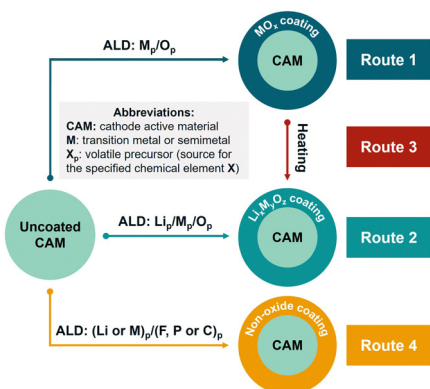 ALD: Mp/Op
MOx coating
CAM
Route 1
Abbreviations:
CAM: cathode active material
M: transition metal or semimetal
Xp: volatile precursor (source for
the specified chemical element X)
Heating
Route 3
Uncoated
CAM
ALD: Lip/Mp/Op
LixMyOz coating
CAM
Route 2
ALD: (Li or M)p/(F, P or C)p
Non-oxide coating
CAM
Route 4